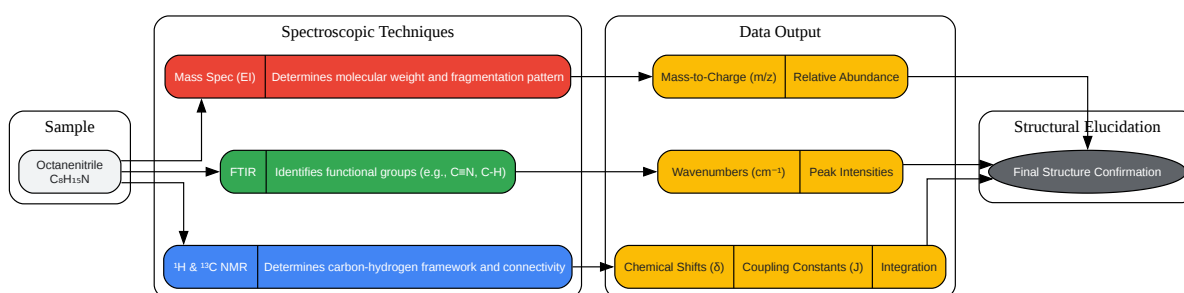 Spectroscopic Techniques
Data Output
Mass Spec (EI)
Determines molecular weight and fragmentation pattern
Mass-to-Charge (m/z)
Relative Abundance
Sample
Structural Elucidation
Octanenitrile
C₈H₁₅N
FTIR
Identifies functional groups (e.g., C≡N, C-H)
Wavenumbers (cm⁻¹)
Peak Intensities
Final Structure Confirmation
¹H & ¹³C NMR
Determines carbon-hydrogen framework and connectivity
Chemical Shifts (δ)
Coupling Constants (J)
Integration